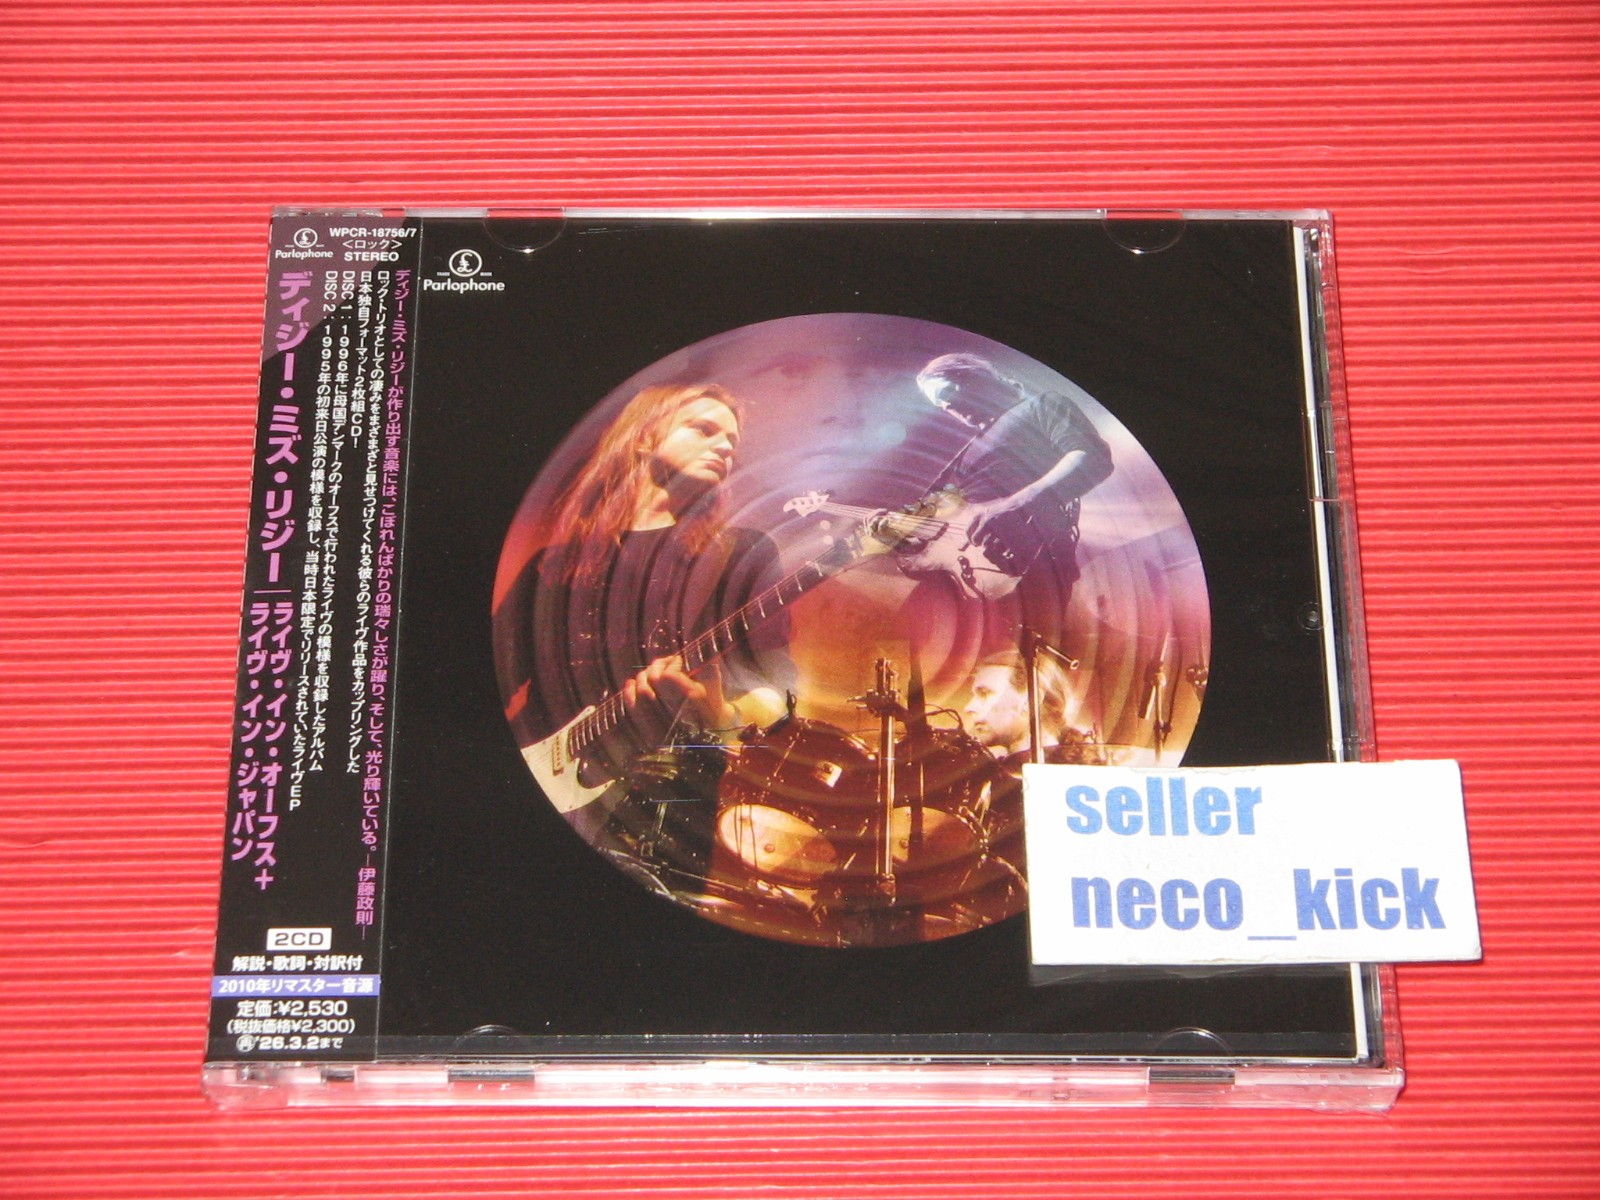 Parlophone
WPCR-18756/7
<ロック>
STEREO
ディジー・ミズ・リジーが作り出す音楽には、こぼれんばかりの瑞々しさが躍り、そして、光り輝いている。―伊藤政則―
ロック・トリオとしての凄みをまざまざと見せつけてくれる彼らのライヴ作品をカップリングした
日本独自フォーマット2枚組CD!
DISC 1:1996年に母国デンマークのオーフスで行われたライヴの模様を収録したアルバム
DISC 2:1995年の初来日公演の模様を収録し、当時日本限定でリリースされていたライヴEP
ディジー・ミズ・リジー
ライヴ・イン・オーフス+
ライヴ・イン・ジャパン
2CD
解説・歌詞・対訳付
2010年リマスター音源
定価:¥2,530
(税抜価格¥2,300)
再'26.3.2まで
TRADE MARK
Parlophone
seller
neco_kick